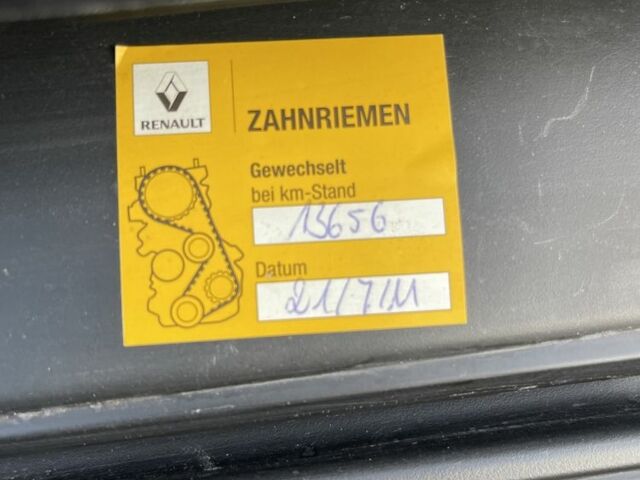 RENAULT
ZAHNRIEMEN
Gewechselt
bei km-Stand
13656
Datum
21/7/11